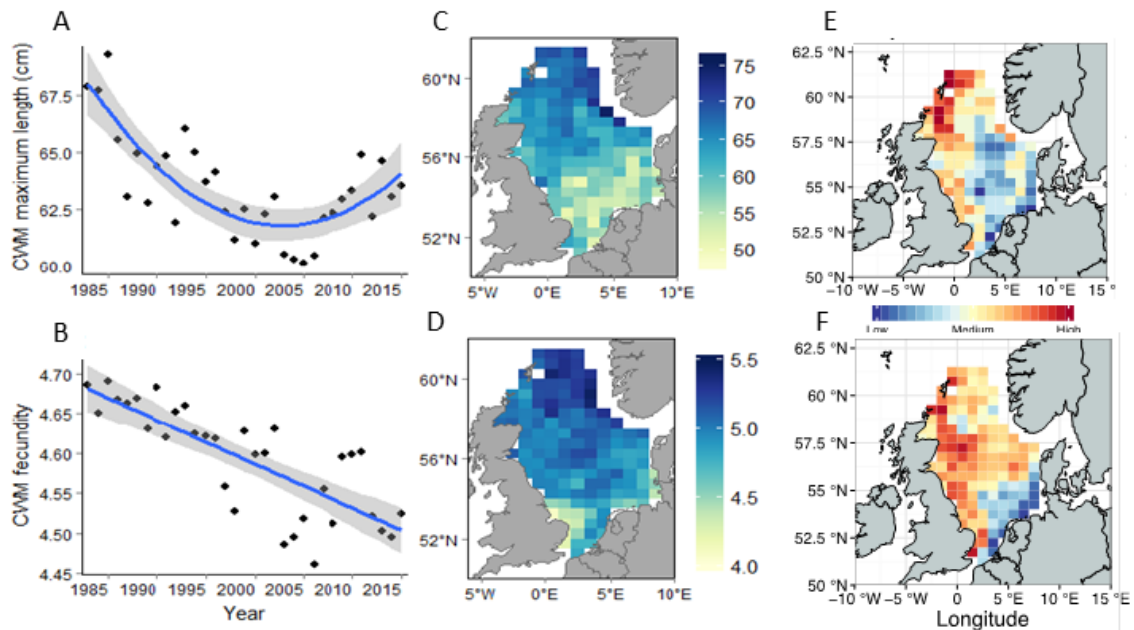 A
CWM maximum length (cm)
67.5
65.0
62.5
60.0
1985 1990 1995 2000 2005 2010 2015
B
CWM fecundity
4.70
4.65
4.60
4.55
4.50
4.45
1985 1990 1995 2000 2005 2010 2015
Year
C
60°N
56°N
52°N
5°W 0°E 5°E 10°E
75
70
65
60
55
50
D
60°N
56°N
52°N
5°W 0°E 5°E 10°E
5.5
5.0
4.5
4.0
E
62.5 °N
60 °N
57.5 °N
55 °N
52.5 °N
50 °N
-10 °W -5 °W 0 5 °E 10 °E 15 °E
Low Medium High
F
62.5 °N
60 °N
57.5 °N
55 °N
52.5 °N
50 °N
-10 °W -5 °W 0 5 °E 10 °E 15 °E
Longitude